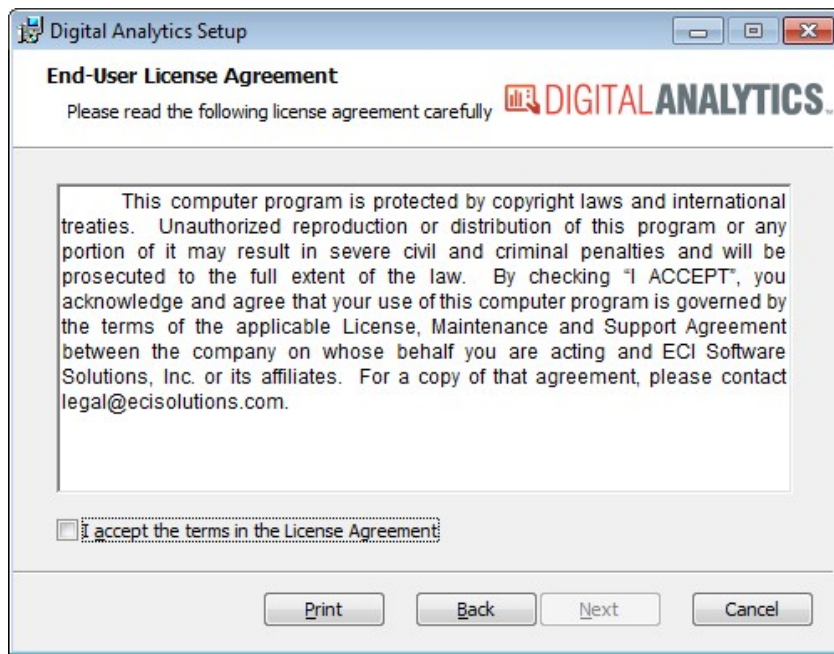 Digital Analytics Setup
End-User License Agreement
Please read the following license agreement carefully
DIGITALANALYTICS
This computer program is protected by copyright laws and international
treaties. Unauthorized reproduction or distribution of this program or any
portion of it may result in severe civil and criminal penalties and will be
prosecuted to the full extent of the law. By checking “I ACCEPT”, you
acknowledge and agree that your use of this computer program is governed by
the terms of the applicable License, Maintenance and Support Agreement
between the company on whose behalf you are acting and ECI Software
Solutions, Inc. or its affiliates. For a copy of that agreement, please contact
legal@ecisolutions.com.
I accept the terms in the License Agreement
Print Back Next Cancel